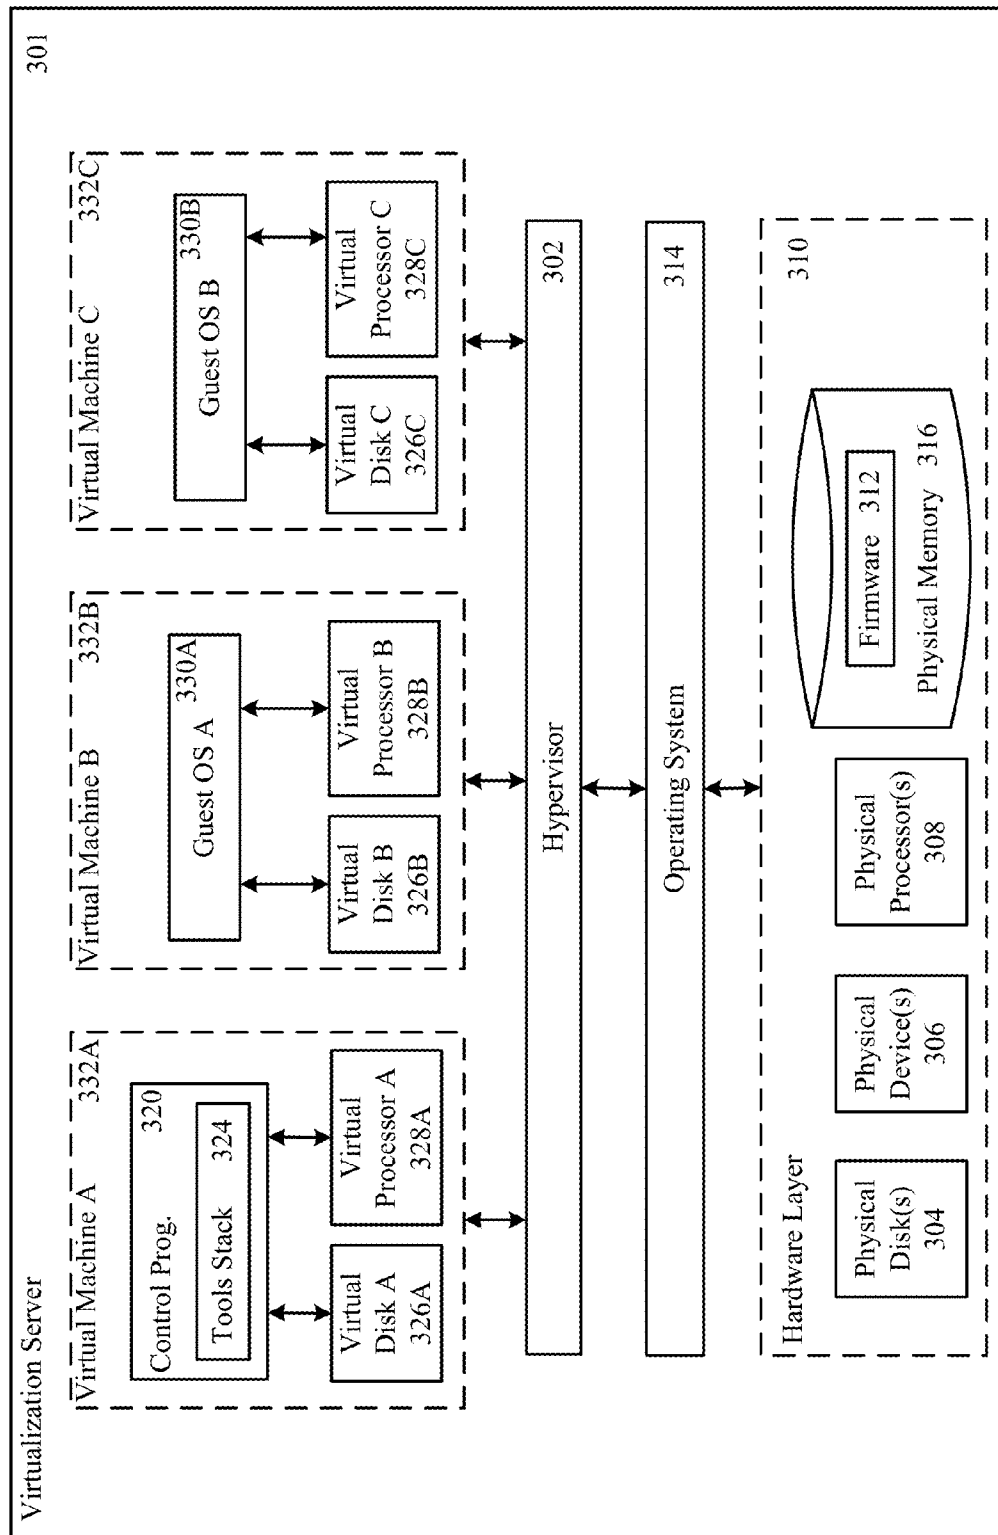 Virtualization Server
301
Virtual Machine A
332A
Control Prog.
320
Tools Stack
324
Virtual
Disk A
326A
Virtual
Processor A
328A
Virtual Machine B
332B
Guest OS A
330A
Virtual
Disk B
326B
Virtual
Processor B
328B
Virtual Machine C
332C
Guest OS B
330B
Virtual
Disk C
326C
Virtual
Processor C
328C
Hypervisor
302
Operating System
314
Hardware Layer
310
Physical
Disk(s)
304
Physical
Device(s)
306
Physical
Processor(s)
308
Firmware 312
Physical Memory 316